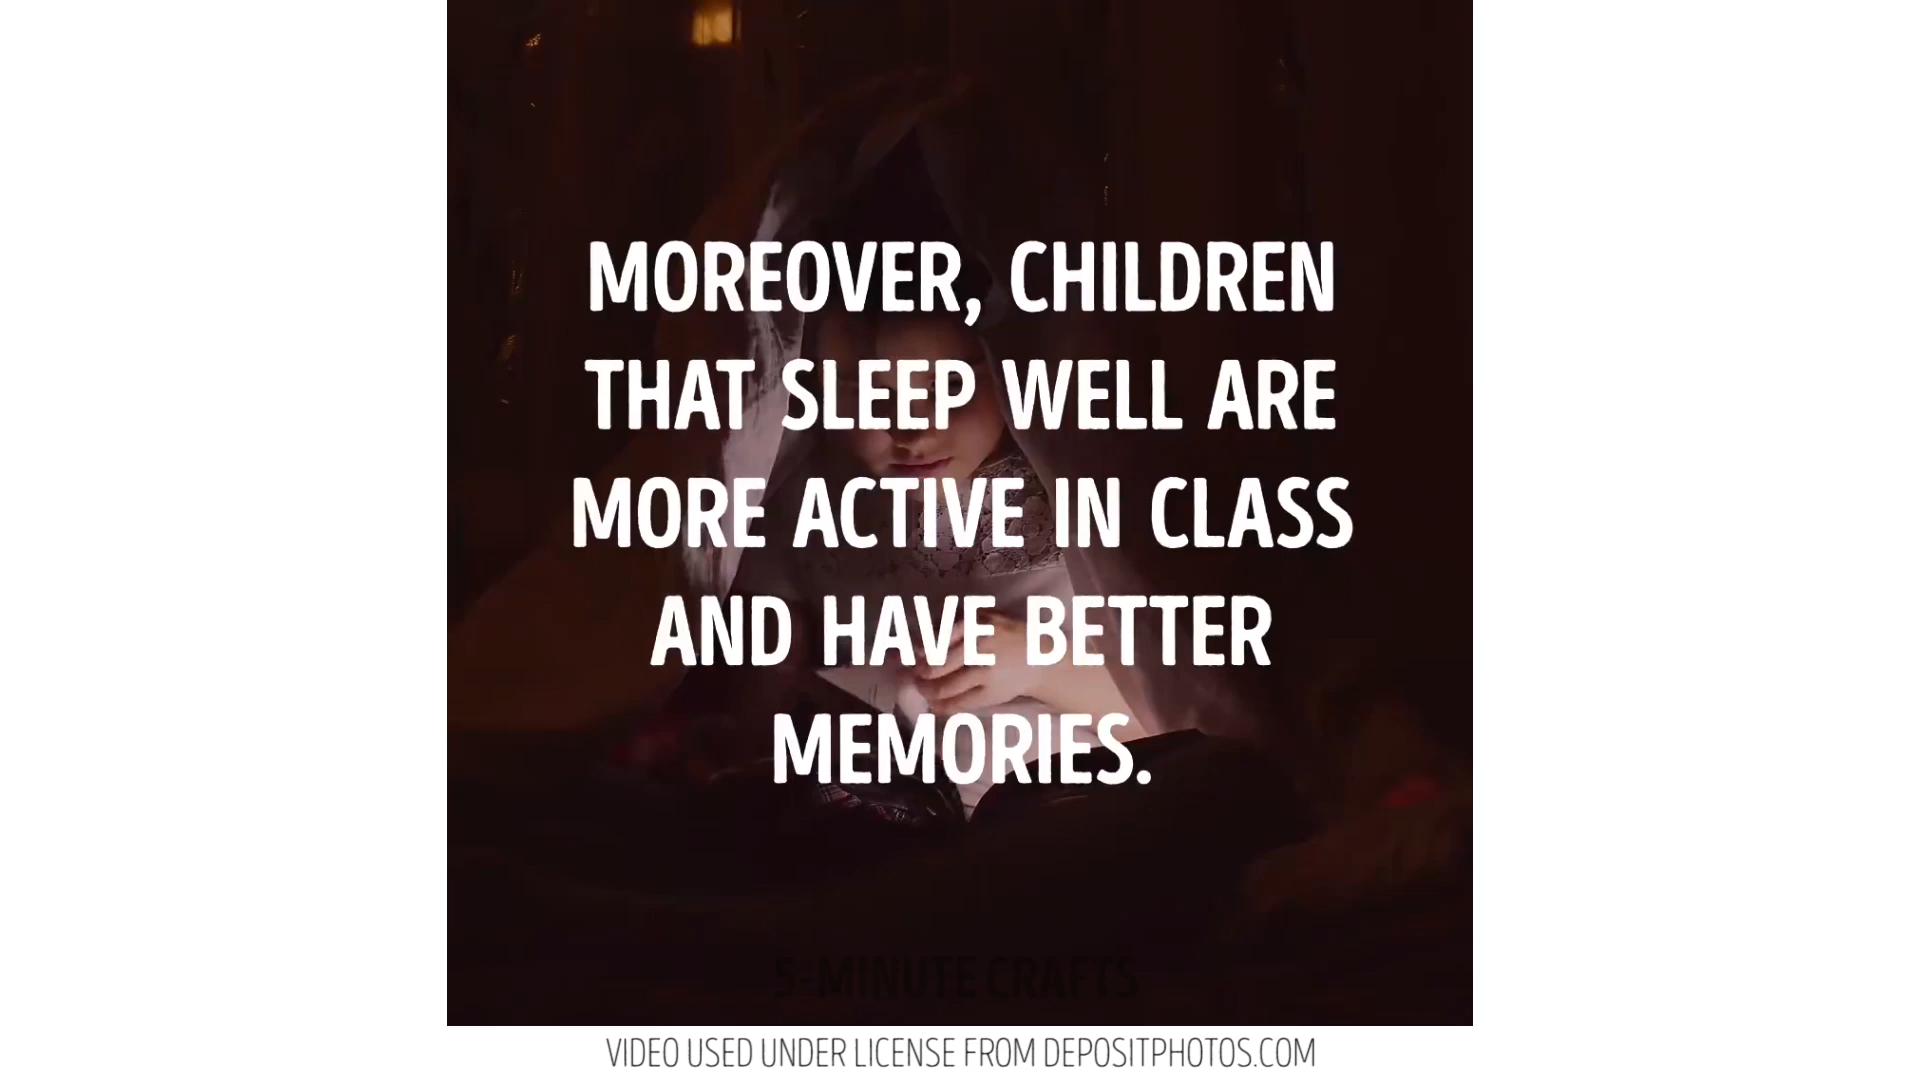 MOREOVER, CHILDREN
THAT SLEEP WELL ARE
MORE ACTIVE IN CLASS
AND HAVE BETTER
MEMORIES.
5-MINUTE CRAFTS
VIDEO USED UNDER LICENSE FROM DEPOSITPHOTOS.COM